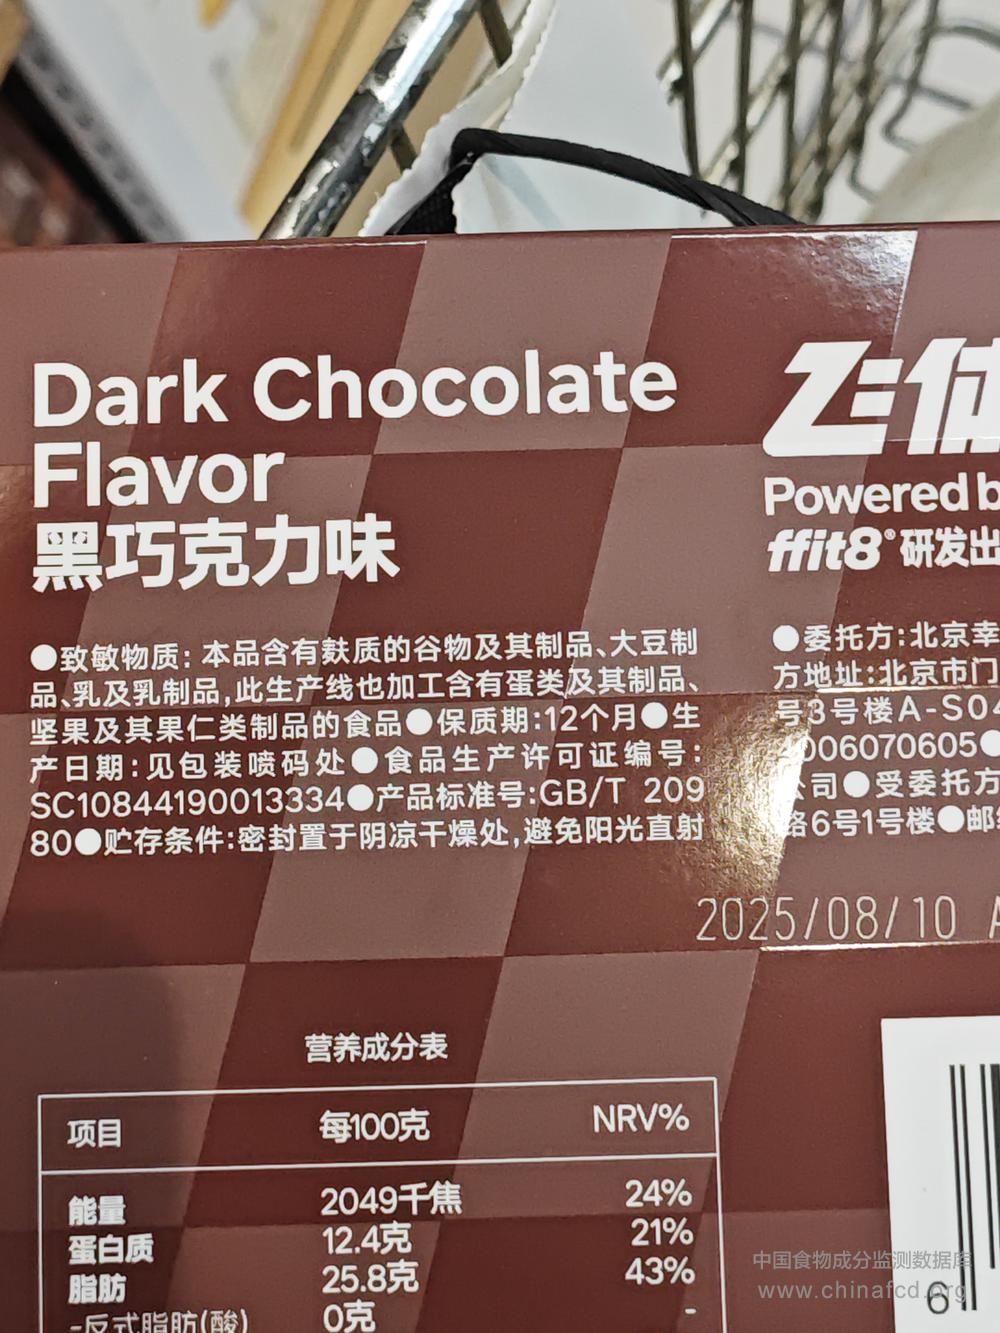 Dark Chocolate
Flavor
黑巧克力味
●致敏物质: 本品含有麸质的谷物及其制品、大豆制
品、乳及乳制品,此生产线也加工含有蛋类及其制品、
坚果及其果仁类制品的食品●保质期:12个月●生
产日期:见包装喷码处●食品生产许可证编号:
SC10844190013334●产品标准号:GB/T 209
80●贮存条件:密封置于阴凉干燥处,避免阳光直射
飞体
Powered b
ffit8®研发出
●委托方:北京幸
方地址:北京市门
号3号楼A-S04
4006070605●
公司●受委托方
路6号1号楼●邮
2025/08/10 A
营养成分表
项目 每100克 NRV%
能量 2049千焦 24%
蛋白质 12.4克 21%
脂肪 25.8克 43%
-反式脂肪(酸) 0克 -
6
中国食物成分监测数据库
www.chinafcd.org